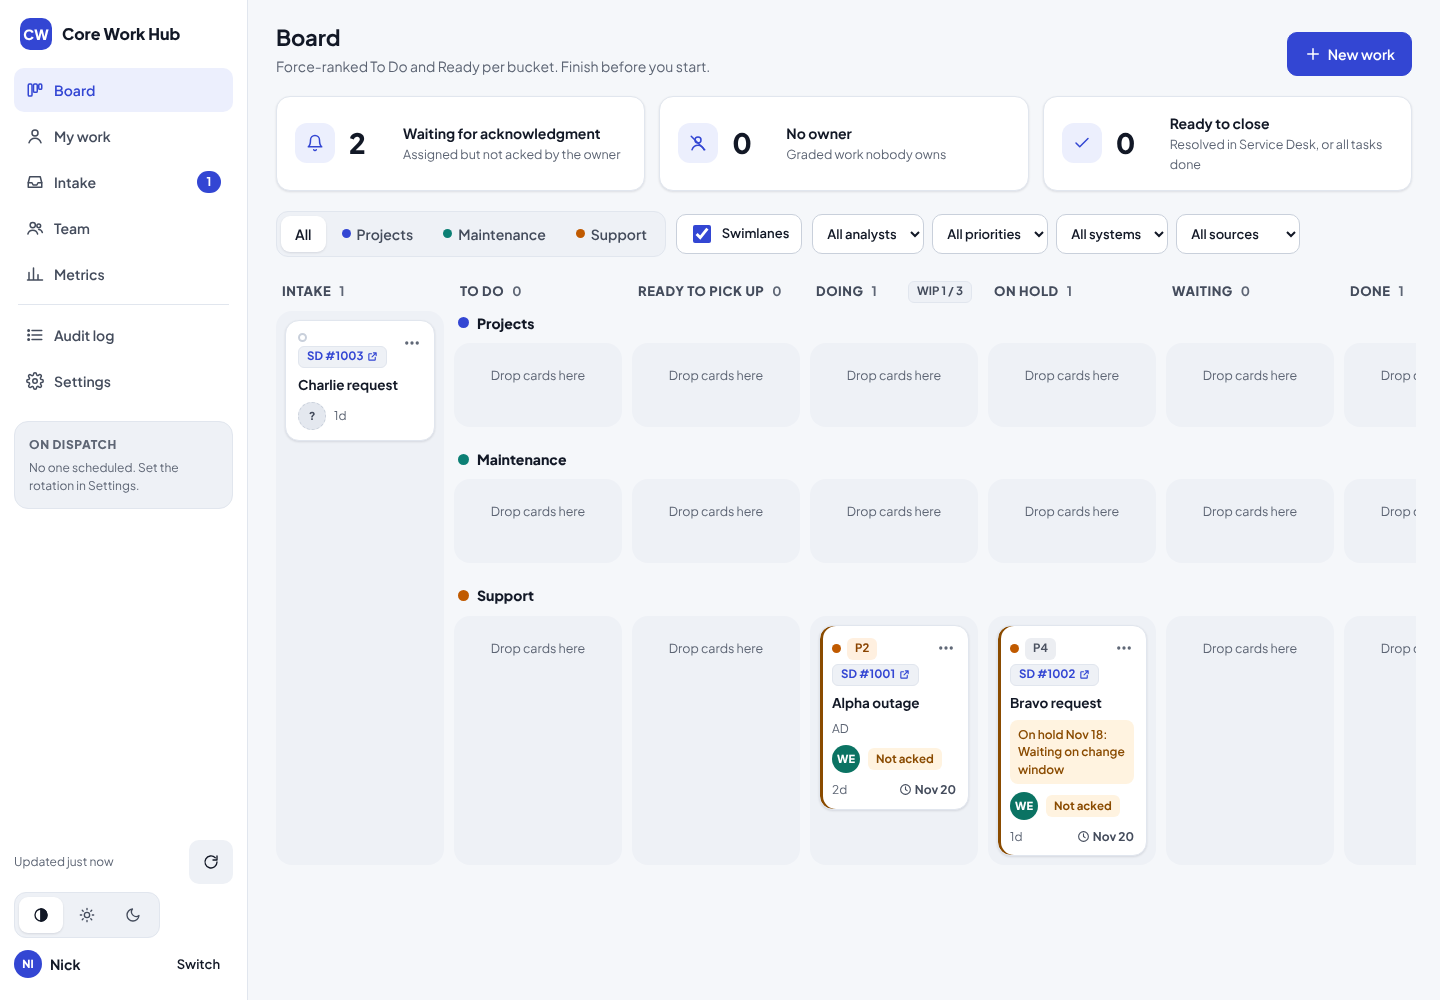 CW Core Work Hub
Board
My work
Intake 1
Team
Metrics
Audit log
Settings
ON DISPATCH
No one scheduled. Set the
rotation in Settings.
Updated just now
NI Nick Switch
Board
Force-ranked To Do and Ready per bucket. Finish before you start.
+ New work
2 Waiting for acknowledgment
Assigned but not acked by the owner
0 No owner
Graded work nobody owns
0 Ready to close
Resolved in Service Desk, or all tasks
done
All Projects Maintenance Support Swimlanes All analysts All priorities All systems All sources
INTAKE 1 TO DO 0 READY TO PICK UP 0 DOING 1 WIP 1 / 3 ON HOLD 1 WAITING 0 DONE 1
SD #1003
Charlie request
? 1d
Projects
Drop cards here Drop cards here Drop cards here Drop cards here Drop cards here Drop c
Maintenance
Drop cards here Drop cards here Drop cards here Drop cards here Drop cards here Drop c
Support
Drop cards here Drop cards here
P2
SD #1001
Alpha outage
AD
WE Not acked
2d Nov 20
P4
SD #1002
Bravo request
On hold Nov 18:
Waiting on change
window
WE Not acked
1d Nov 20
Drop cards here Drop c